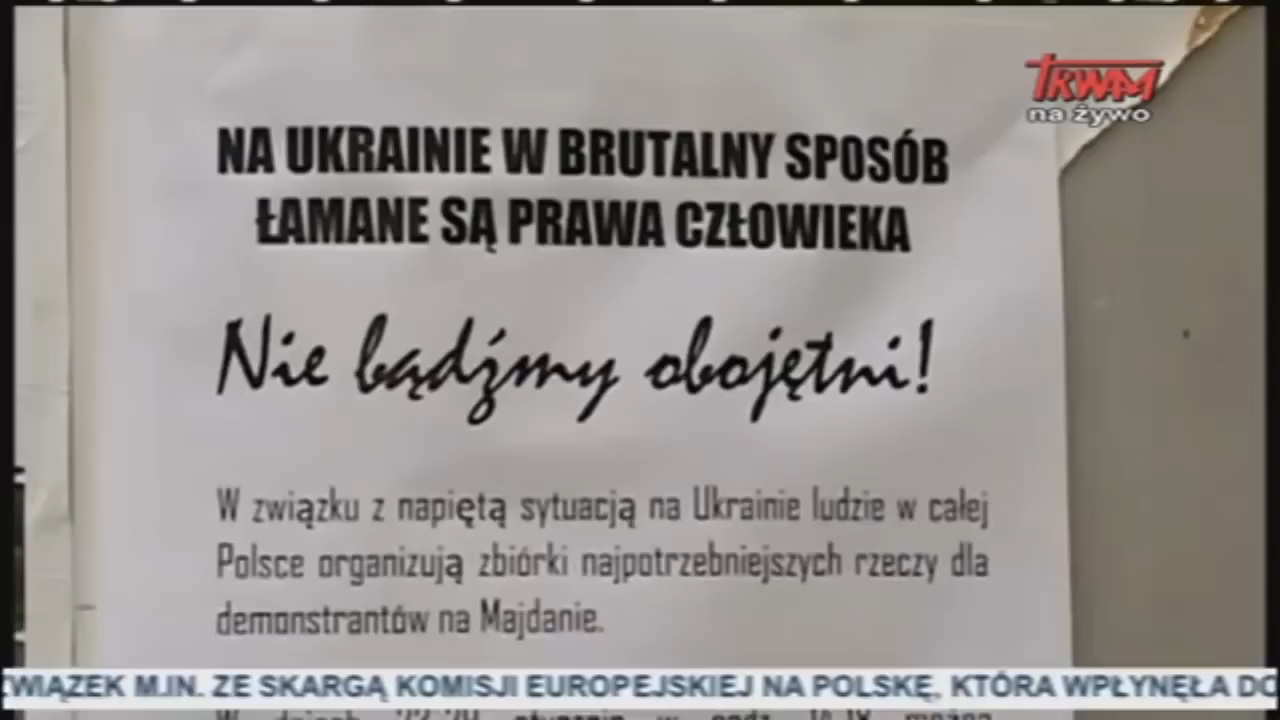 TRWAM
na żywo
NA UKRAINIE W BRUTALNY SPOSÓB
ŁAMANE SĄ PRAWA CZŁOWIEKA
Nie bądźmy obojętni!
W związku z napiętą sytuacją na Ukrainie ludzie w całej
Polsce organizują zbiórki najpotrzebniejszych rzeczy dla
demonstrantów na Majdanie.
ZWIĄZEK M.IN. ZE SKARGĄ KOMISJI EUROPEJSKIEJ NA POLSKĘ, KTÓRA WPŁYNĘŁA DO